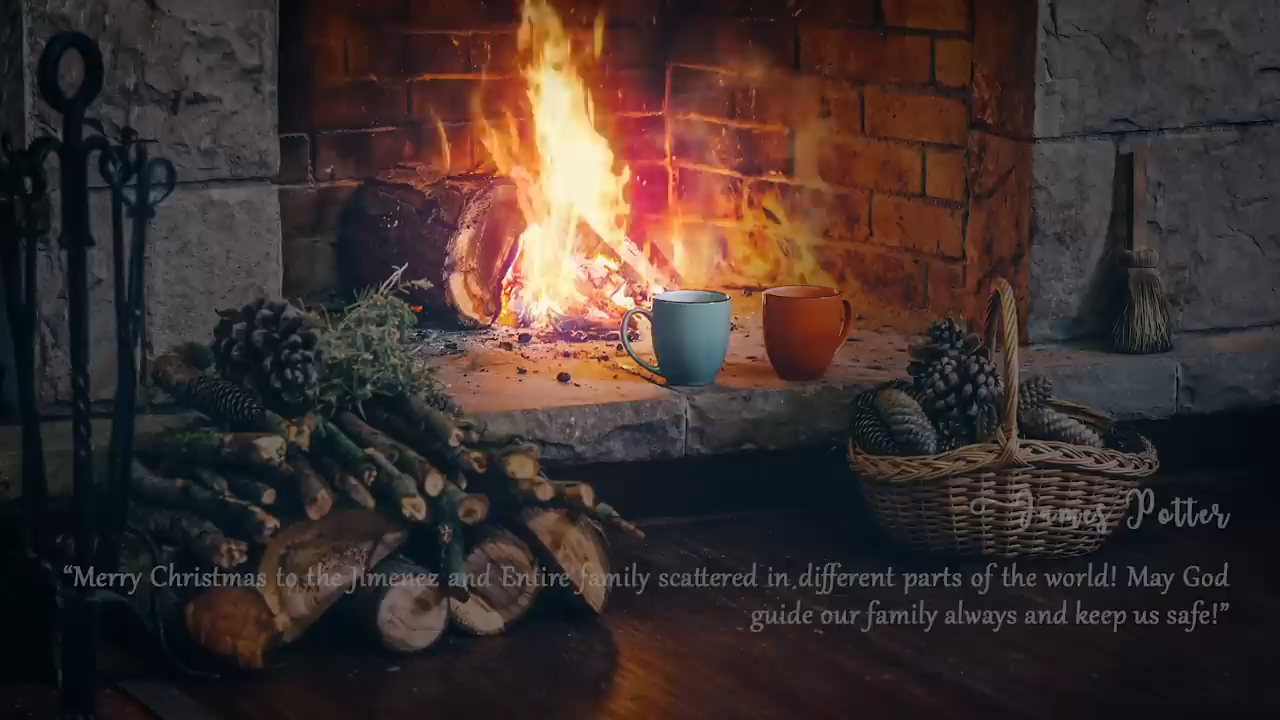 James Potter
“Merry Christmas to the Jimenez and Entire family scattered in different parts of the world! May God
guide our family always and keep us safe!”